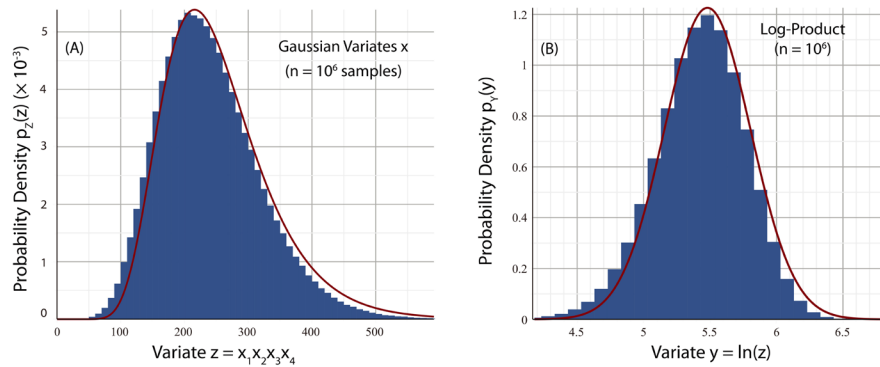 (A)
Gaussian Variates x
(n = 10⁶ samples)
Probability Density p_Z(z) (× 10⁻³)
5
4
3
2
1
0
0 100 200 300 400 500
Variate z = x₁x₂x₃x₄
(B)
Log-Product
(n = 10⁶)
Probability Density p_Y(y)
1.2
1
0.8
0.6
0.4
0.2
0
4.5 5 5.5 6 6.5
Variate y = ln(z)